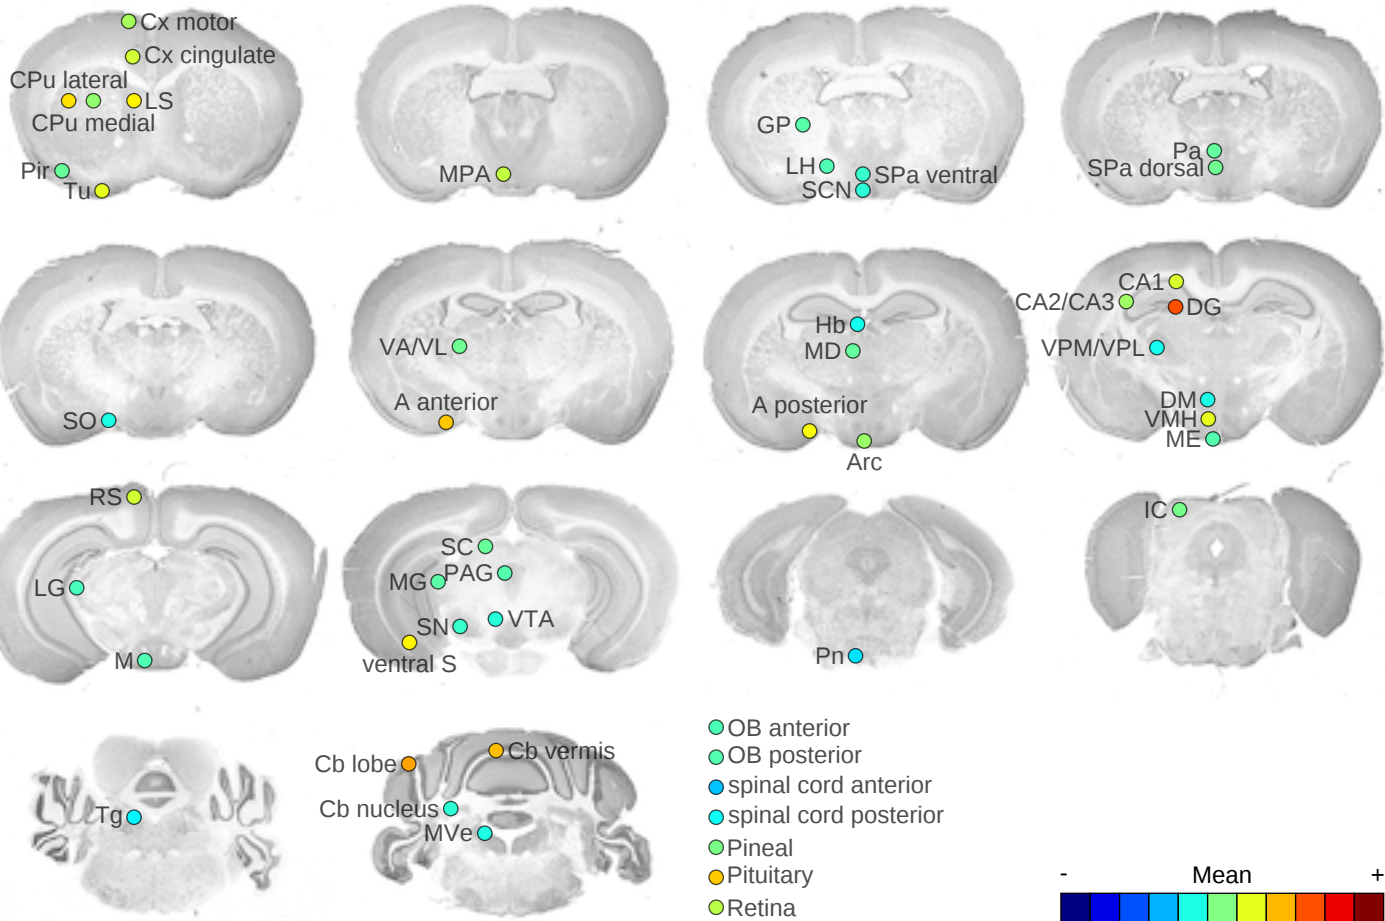 Cx motor
Cx cingulate
CPu lateral
LS
CPu medial
Pir
Tu
MPA
GP
LH
SPa ventral
SCN
Pa
SPa dorsal
SO
VA/VL
A anterior
Hb
MD
A posterior
Arc
CA1
CA2/CA3
DG
VPM/VPL
DM
VMH
ME
RS
LG
M
SC
MG
PAG
SN
VTA
ventral S
Pn
IC
Tg
Cb lobe
Cb vermis
Cb nucleus
MVe
OB anterior
OB posterior
spinal cord anterior
spinal cord posterior
Pineal
Pituitary
Retina
- Mean +